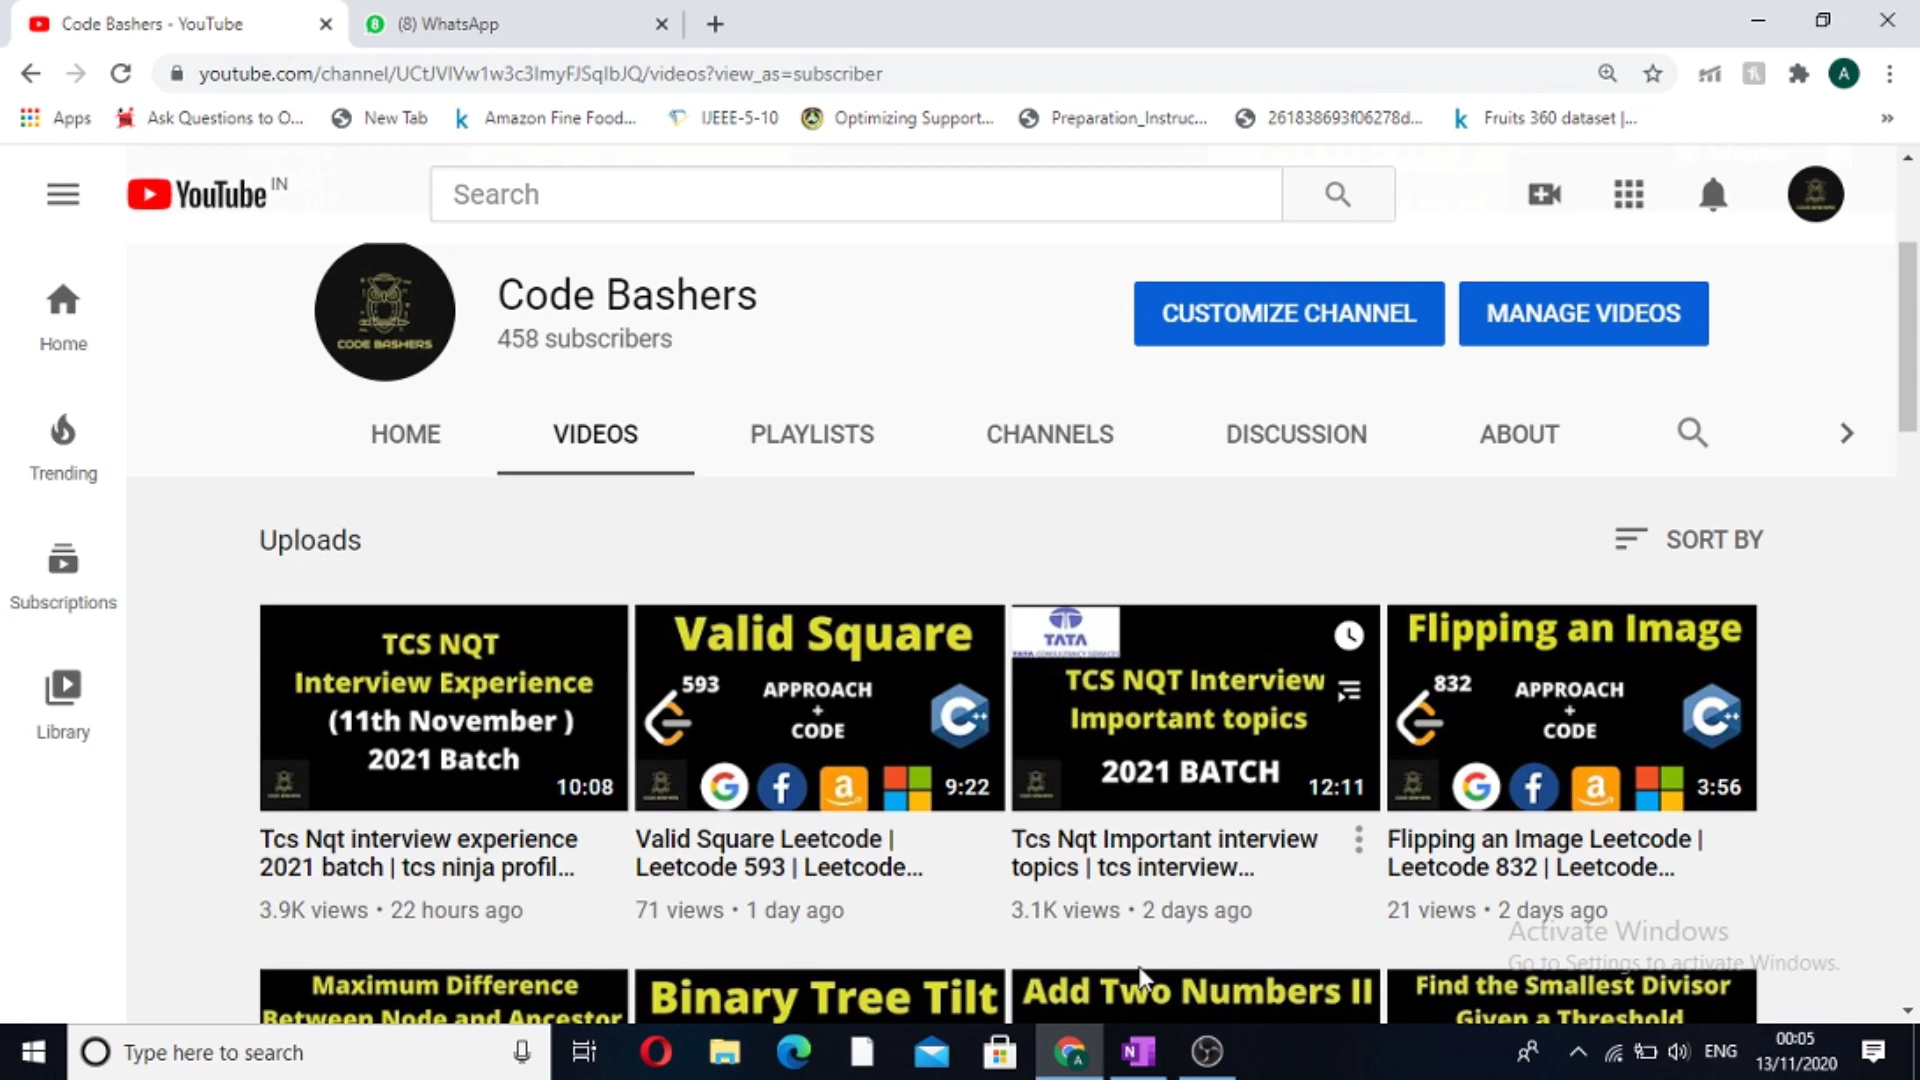 Code Bashers - YouTube
(8) WhatsApp
youtube.com/channel/UCtJVIVw1w3c3ImyFJSqIbJQ/videos?view_as=subscriber
Apps
Ask Questions to O...
New Tab
Amazon Fine Food...
IJEEE-5-10
Optimizing Support...
Preparation_Instruc...
261838693f06278d...
Fruits 360 dataset |...
YouTube IN
Search
CODE BASHERS
Code Bashers
458 subscribers
CUSTOMIZE CHANNEL
MANAGE VIDEOS
HOME
VIDEOS
PLAYLISTS
CHANNELS
DISCUSSION
ABOUT
Home
Trending
Subscriptions
Library
Uploads
SORT BY
TCS NQT
Interview Experience
(11th November )
2021 Batch
10:08
Tcs Nqt interview experience
2021 batch | tcs ninja profil...
3.9K views • 22 hours ago
Valid Square
593
APPROACH
+
CODE
C++
9:22
Valid Square Leetcode |
Leetcode 593 | Leetcode...
71 views • 1 day ago
TATA
TATA CONSULTANCY SERVICES
TCS NQT Interview
Important topics
2021 BATCH
12:11
Tcs Nqt Important interview
topics | tcs interview...
3.1K views • 2 days ago
Flipping an Image
832
APPROACH
+
CODE
C++
3:56
Flipping an Image Leetcode |
Leetcode 832 | Leetcode...
21 views • 2 days ago
Activate Windows
Go to Settings to activate Windows.
Maximum Difference
Between Node and Ancestor
Binary Tree Tilt
Add Two Numbers II
Find the Smallest Divisor
Given a Threshold
Type here to search
ENG
00:05
13/11/2020